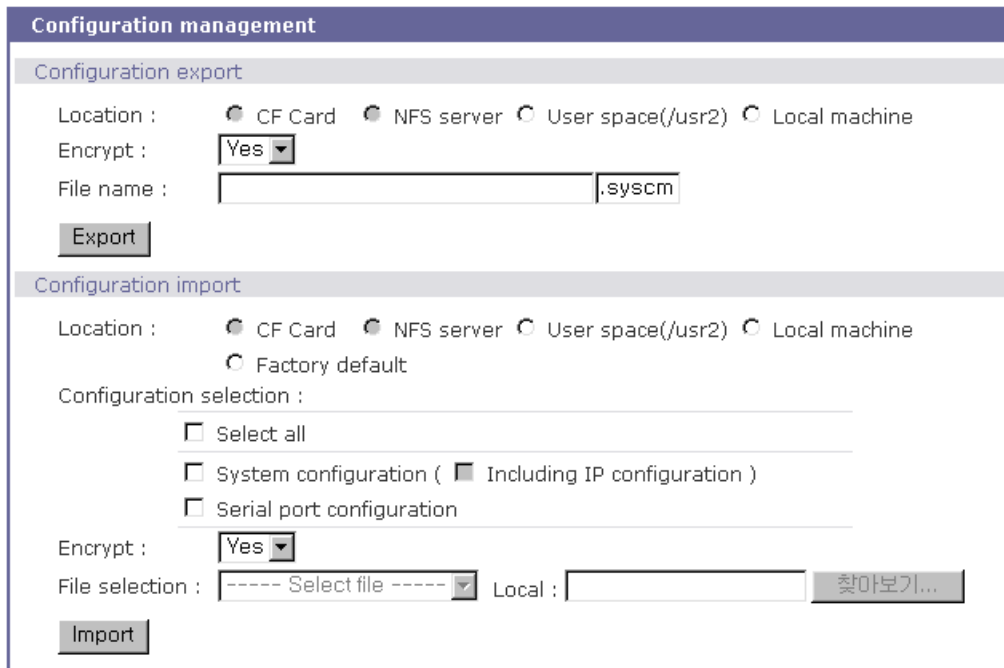 Configuration management
Configuration export
Location : CF Card NFS server User space(/usr2) Local machine
Encrypt : Yes
File name : .syscm
Export
Configuration import
Location : CF Card NFS server User space(/usr2) Local machine
Factory default
Configuration selection :
Select all
System configuration ( Including IP configuration )
Serial port configuration
Encrypt : Yes
File selection : ----- Select file ----- Local : 찾아보기...
Import